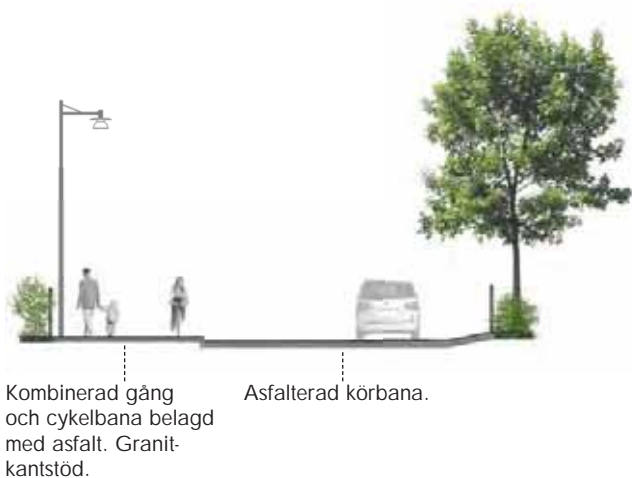 Kombinerad gång
och cykelbana belagd
med asfalt. Granit-
kantstöd.
Asfalterad körbana.